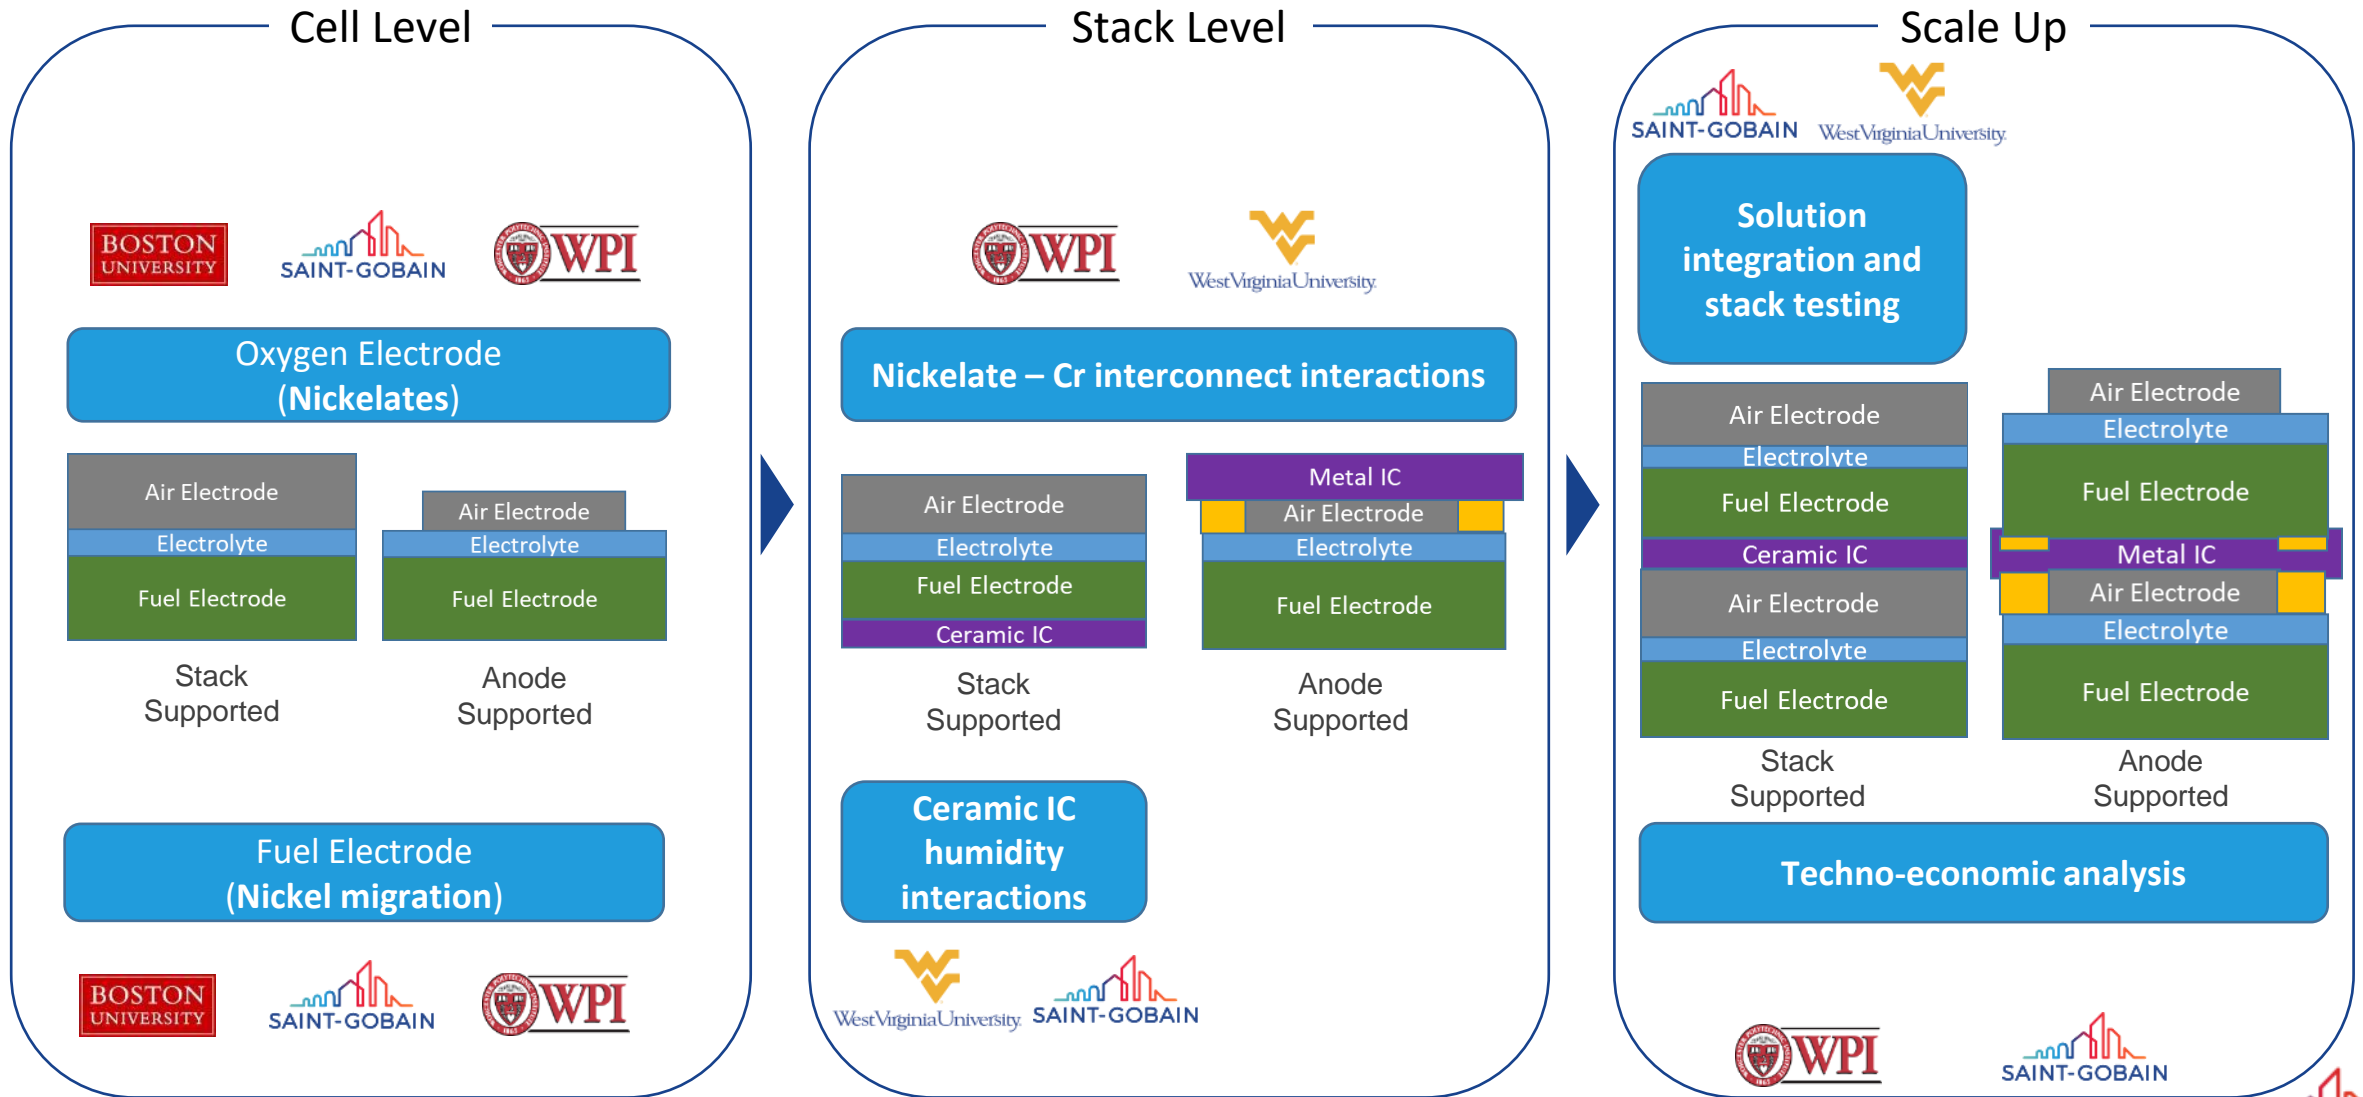 Cell Level
BOSTON
UNIVERSITY
SAINT-GOBAIN
WPI
Oxygen Electrode
(Nickelates)
Air Electrode
Electrolyte
Fuel Electrode
Stack
Supported
Air Electrode
Electrolyte
Fuel Electrode
Anode
Supported
Fuel Electrode
(Nickel migration)
BOSTON
UNIVERSITY
SAINT-GOBAIN
WPI
Stack Level
WPI
West Virginia University.
Nickelate – Cr interconnect interactions
Air Electrode
Electrolyte
Fuel Electrode
Ceramic IC
Stack
Supported
Metal IC
Air Electrode
Electrolyte
Fuel Electrode
Anode
Supported
Ceramic IC
humidity
interactions
West Virginia University.
SAINT-GOBAIN
Scale Up
SAINT-GOBAIN
West Virginia University.
Solution
integration and
stack testing
Air Electrode
Electrolyte
Fuel Electrode
Ceramic IC
Air Electrode
Electrolyte
Fuel Electrode
Stack
Supported
Air Electrode
Electrolyte
Fuel Electrode
Metal IC
Air Electrode
Electrolyte
Fuel Electrode
Anode
Supported
Techno-economic analysis
WPI
SAINT-GOBAIN